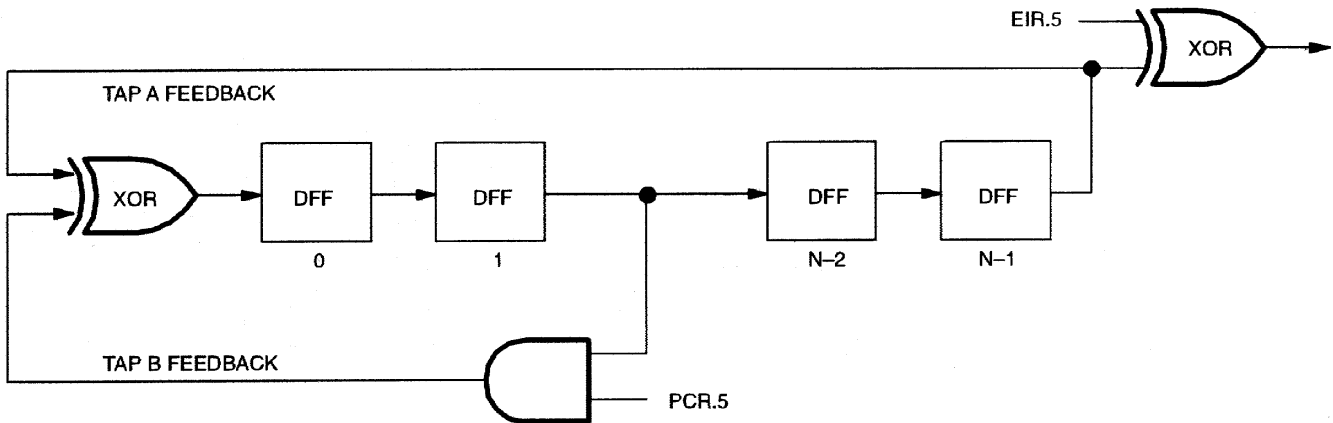 EIR.5
XOR
TAP A FEEDBACK
XOR
DFF
DFF
DFF
DFF
0
1
N–2
N–1
TAP B FEEDBACK
PCR.5